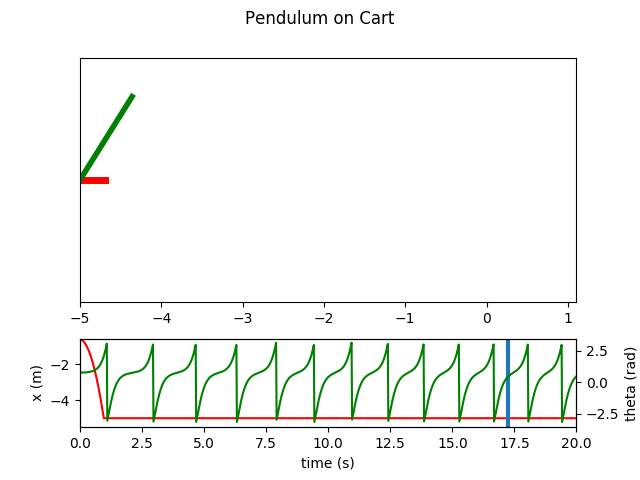 Pendulum on Cart
−5 −4 −3 −2 −1 0 1
x (m)
−2
−4
2.5
0.0
−2.5
theta (rad)
0.0 2.5 5.0 7.5 10.0 12.5 15.0 17.5 20.0
time (s)